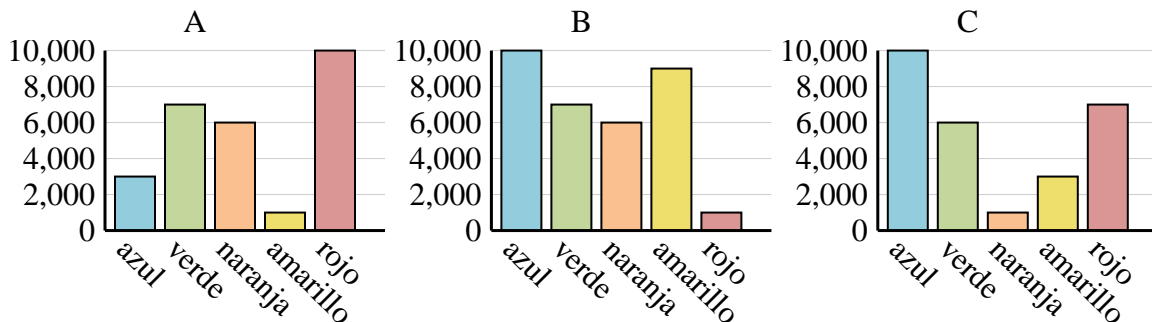 A
10,000
8,000
6,000
4,000
2,000
0
azul
verde
naranja
amarillo
rojo
B
10,000
8,000
6,000
4,000
2,000
0
azul
verde
naranja
amarillo
rojo
C
10,000
8,000
6,000
4,000
2,000
0
azul
verde
naranja
amarillo
rojo